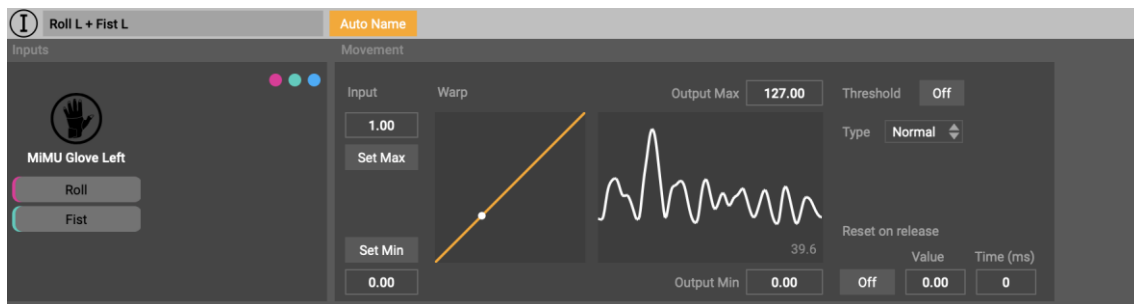 I Roll L + Fist L Auto Name
Inputs Movement
MiMU Glove Left
Roll
Fist
Input Warp Output Max 127.00 Threshold Off
1.00 Type Normal
Set Max
39.6
Reset on release
Set Min Value Time (ms)
0.00 Output Min 0.00 Off 0.00 0